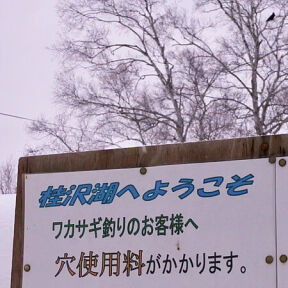 桂沢湖へようこそ
ワカサギ釣りのお客様へ
穴使用料がかかります。